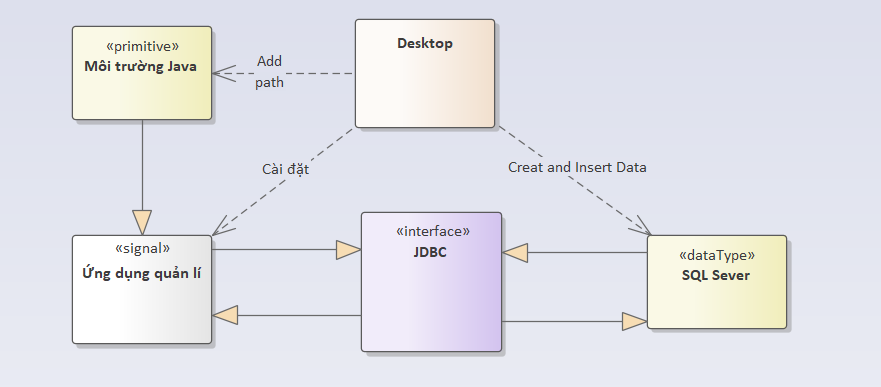 «primitive»
Môi trường Java
Add
path
Desktop
Cài đặt
Creat and Insert Data
«signal»
Ứng dụng quản lí
«interface»
JDBC
«dataType»
SQL Sever